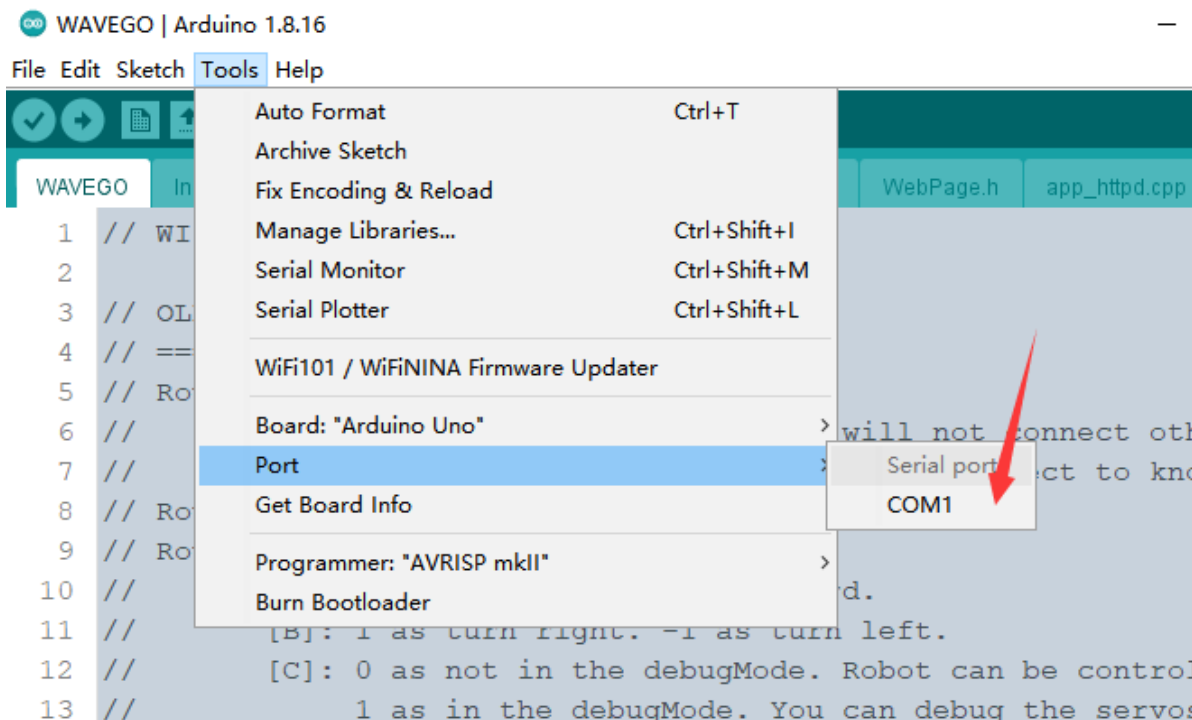 WAVEGO | Arduino 1.8.16
File Edit Sketch Tools Help
WAVEGO In WebPage.h app_httpd.cpp
Auto Format Ctrl+T
Archive Sketch
Fix Encoding & Reload
Manage Libraries... Ctrl+Shift+I
Serial Monitor Ctrl+Shift+M
Serial Plotter Ctrl+Shift+L
WiFi101 / WiFiNINA Firmware Updater
Board: "Arduino Uno"
Port
Get Board Info
Programmer: "AVRISP mkII"
Burn Bootloader
Serial port
COM1
1 // WI
2
3 // OL
4 // ==
5 // Ro
6 // will not connect oth
7 // ect to kno
8 // Ro
9 // Ro
10 // d.
11 // [B]: 1 as turn right. -1 as turn left.
12 // [C]: 0 as not in the debugMode. Robot can be control
13 // 1 as in the debugMode. You can debug the servos